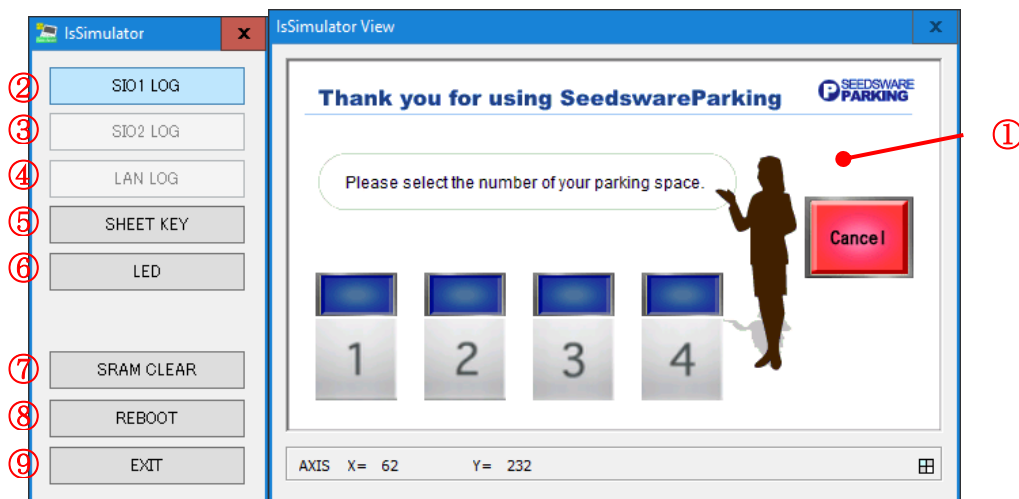 IsSimulator x
② SIO1 LOG
③ SIO2 LOG
④ LAN LOG
⑤ SHEET KEY
⑥ LED
⑦ SRAM CLEAR
⑧ REBOOT
⑨ EXIT
IsSimulator View x
Thank you for using SeedswareParking
SEEDSWARE
PARKING
①
Please select the number of your parking space.
Cancel
1 2 3 4
AXIS X= 62 Y= 232